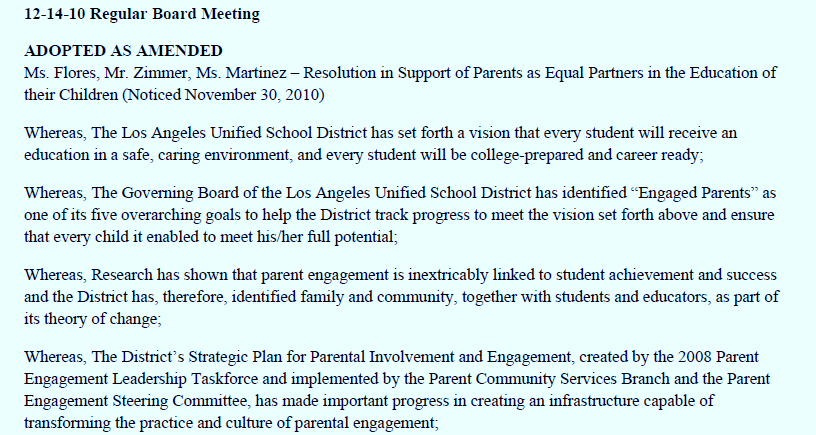 12-14-10 Regular Board Meeting
ADOPTED AS AMENDED
Ms. Flores, Mr. Zimmer, Ms. Martinez – Resolution in Support of Parents as Equal Partners in the Education of
their Children (Noticed November 30, 2010)
Whereas, The Los Angeles Unified School District has set forth a vision that every student will receive an
education in a safe, caring environment, and every student will be college-prepared and career ready;
Whereas, The Governing Board of the Los Angeles Unified School District has identified “Engaged Parents” as
one of its five overarching goals to help the District track progress to meet the vision set forth above and ensure
that every child it enabled to meet his/her full potential;
Whereas, Research has shown that parent engagement is inextricably linked to student achievement and success
and the District has, therefore, identified family and community, together with students and educators, as part of
its theory of change;
Whereas, The District’s Strategic Plan for Parental Involvement and Engagement, created by the 2008 Parent
Engagement Leadership Taskforce and implemented by the Parent Community Services Branch and the Parent
Engagement Steering Committee, has made important progress in creating an infrastructure capable of
transforming the practice and culture of parental engagement;